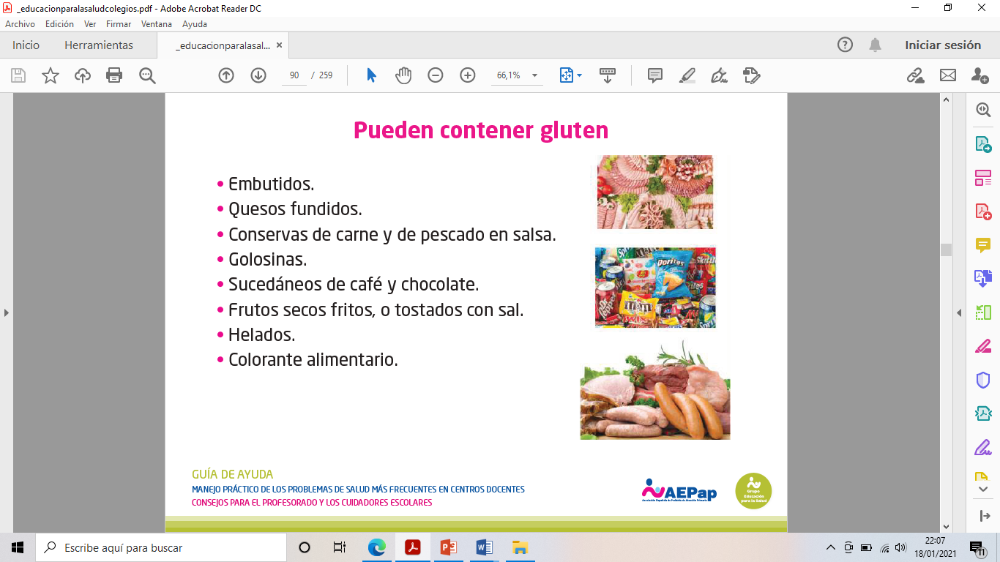 _educacionparalasaludcolegios.pdf - Adobe Acrobat Reader DC
Archivo Edición Ver Firmar Ventana Ayuda
Inicio Herramientas _educacionparalasal... × Iniciar sesión
90 / 259 66,1%
Pueden contener gluten
• Embutidos.
• Quesos fundidos.
• Conservas de carne y de pescado en salsa.
• Golosinas.
• Sucedáneos de café y chocolate.
• Frutos secos fritos, o tostados con sal.
• Helados.
• Colorante alimentario.
Doritos
m&m's
TWIX
GUÍA DE AYUDA
MANEJO PRÁCTICO DE LOS PROBLEMAS DE SALUD MÁS FRECUENTES EN CENTROS DOCENTES
CONSEJOS PARA EL PROFESORADO Y LOS CUIDADORES ESCOLARES
AEPap
Asociación Española de Pediatría de Atención Primaria
Grupo
Educación
para la Salud
Escribe aquí para buscar
22:07
18/01/2021
11